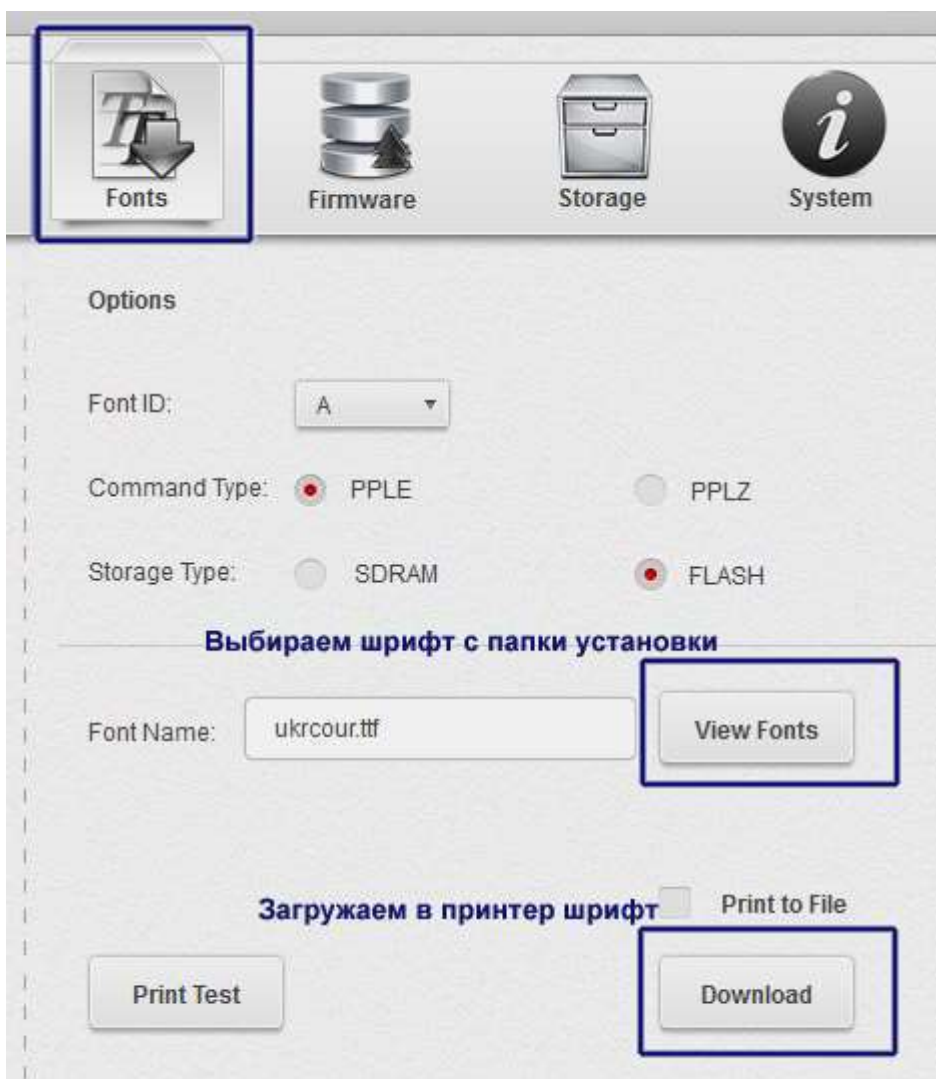 Fonts Firmware Storage System
Options
Font ID: A
Command Type: PPLE PPLZ
Storage Type: SDRAM FLASH
Выбираем шрифт с папки установки
Font Name: ukrcour.ttf View Fonts
Загружаем в принтер шрифт Print to File
Print Test Download